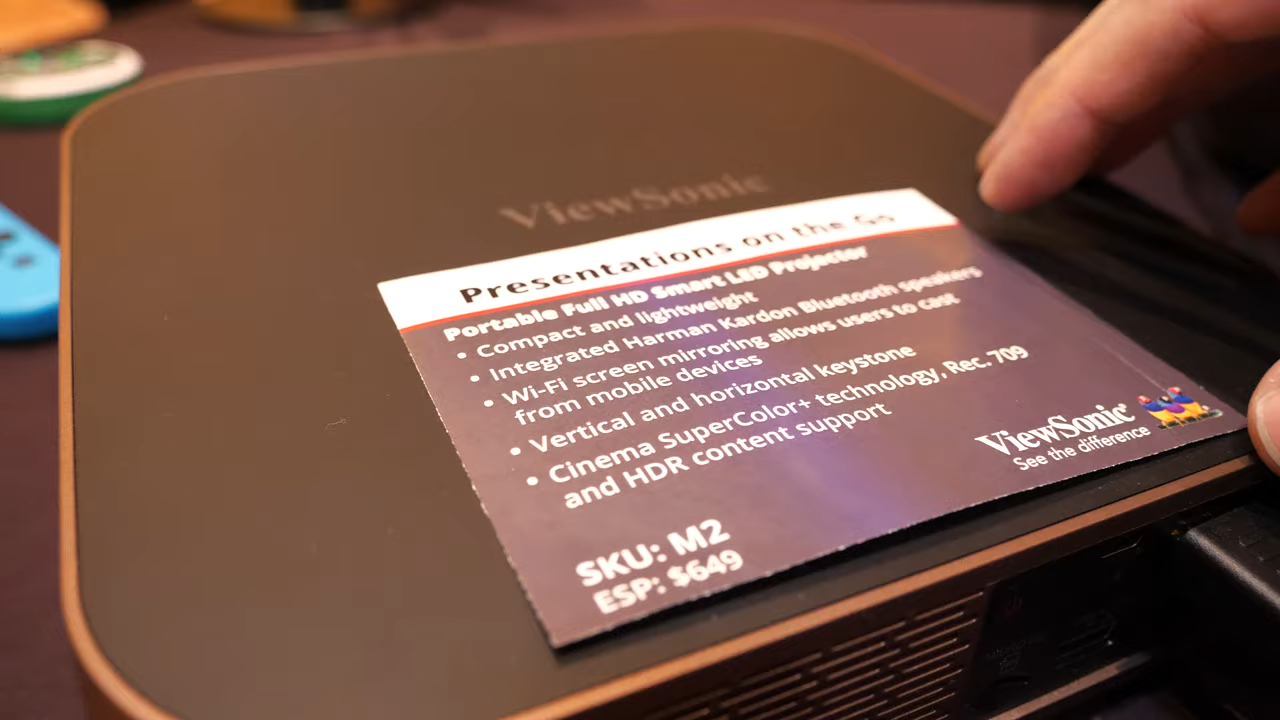 ViewSonic
Presentations on the Go
Portable Full HD Smart LED Projector
• Compact and lightweight
• Integrated Harman Kardon Bluetooth speakers
• Wi-Fi screen mirroring allows users to cast
from mobile devices
• Vertical and horizontal keystone
• Cinema SuperColor+ technology, Rec. 709
and HDR content support
ViewSonic
See the difference
SKU: M2
ESP: $649